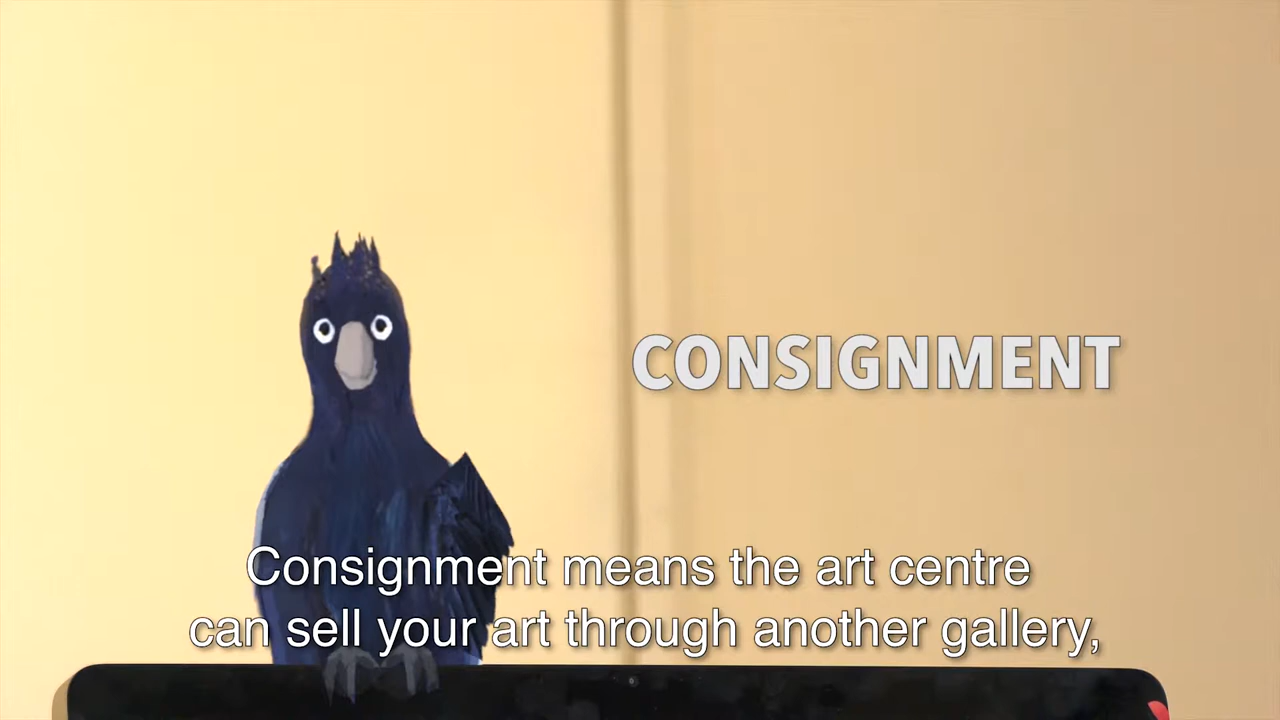 CONSIGNMENT
Consignment means the art centre
can sell your art through another gallery,